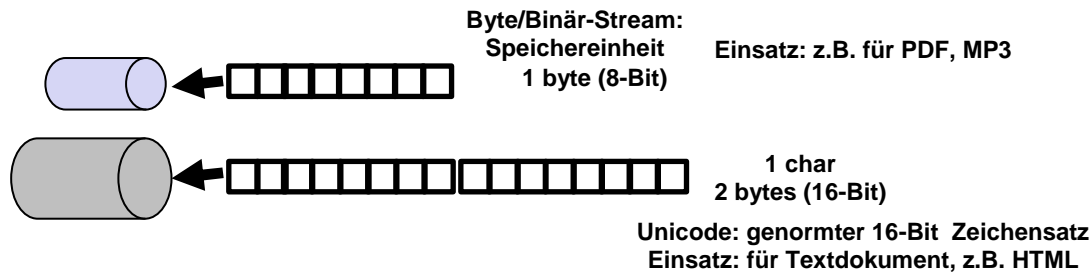 Byte/Binär-Stream:
Speichereinheit
1 byte (8-Bit)
Einsatz: z.B. für PDF, MP3
1 char
2 bytes (16-Bit)
Unicode: genormter 16-Bit Zeichensatz
Einsatz: für Textdokument, z.B. HTML